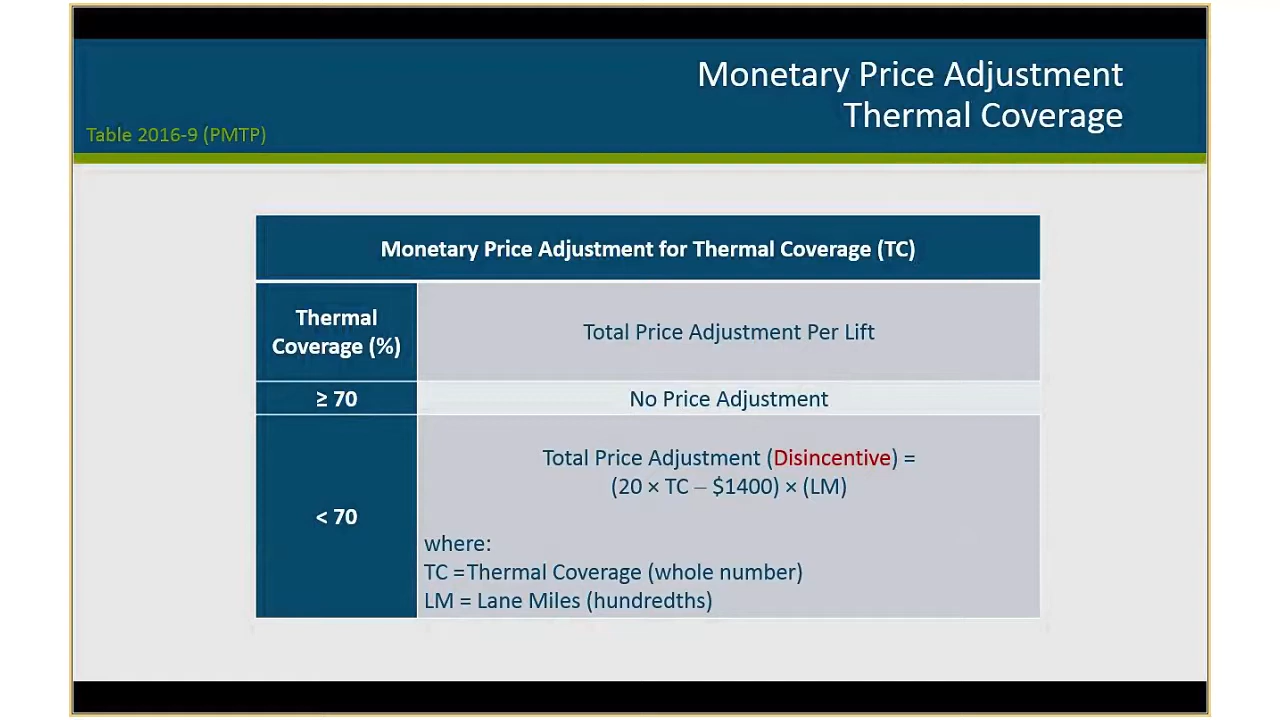 Monetary Price Adjustment
Thermal Coverage
Table 2016-9 (PMTP)
Monetary Price Adjustment for Thermal Coverage (TC)
Thermal
Coverage (%)
Total Price Adjustment Per Lift
≥ 70
No Price Adjustment
< 70
Total Price Adjustment (Disincentive) =
(20 × TC – $1400) × (LM)
where:
TC =Thermal Coverage (whole number)
LM = Lane Miles (hundredths)